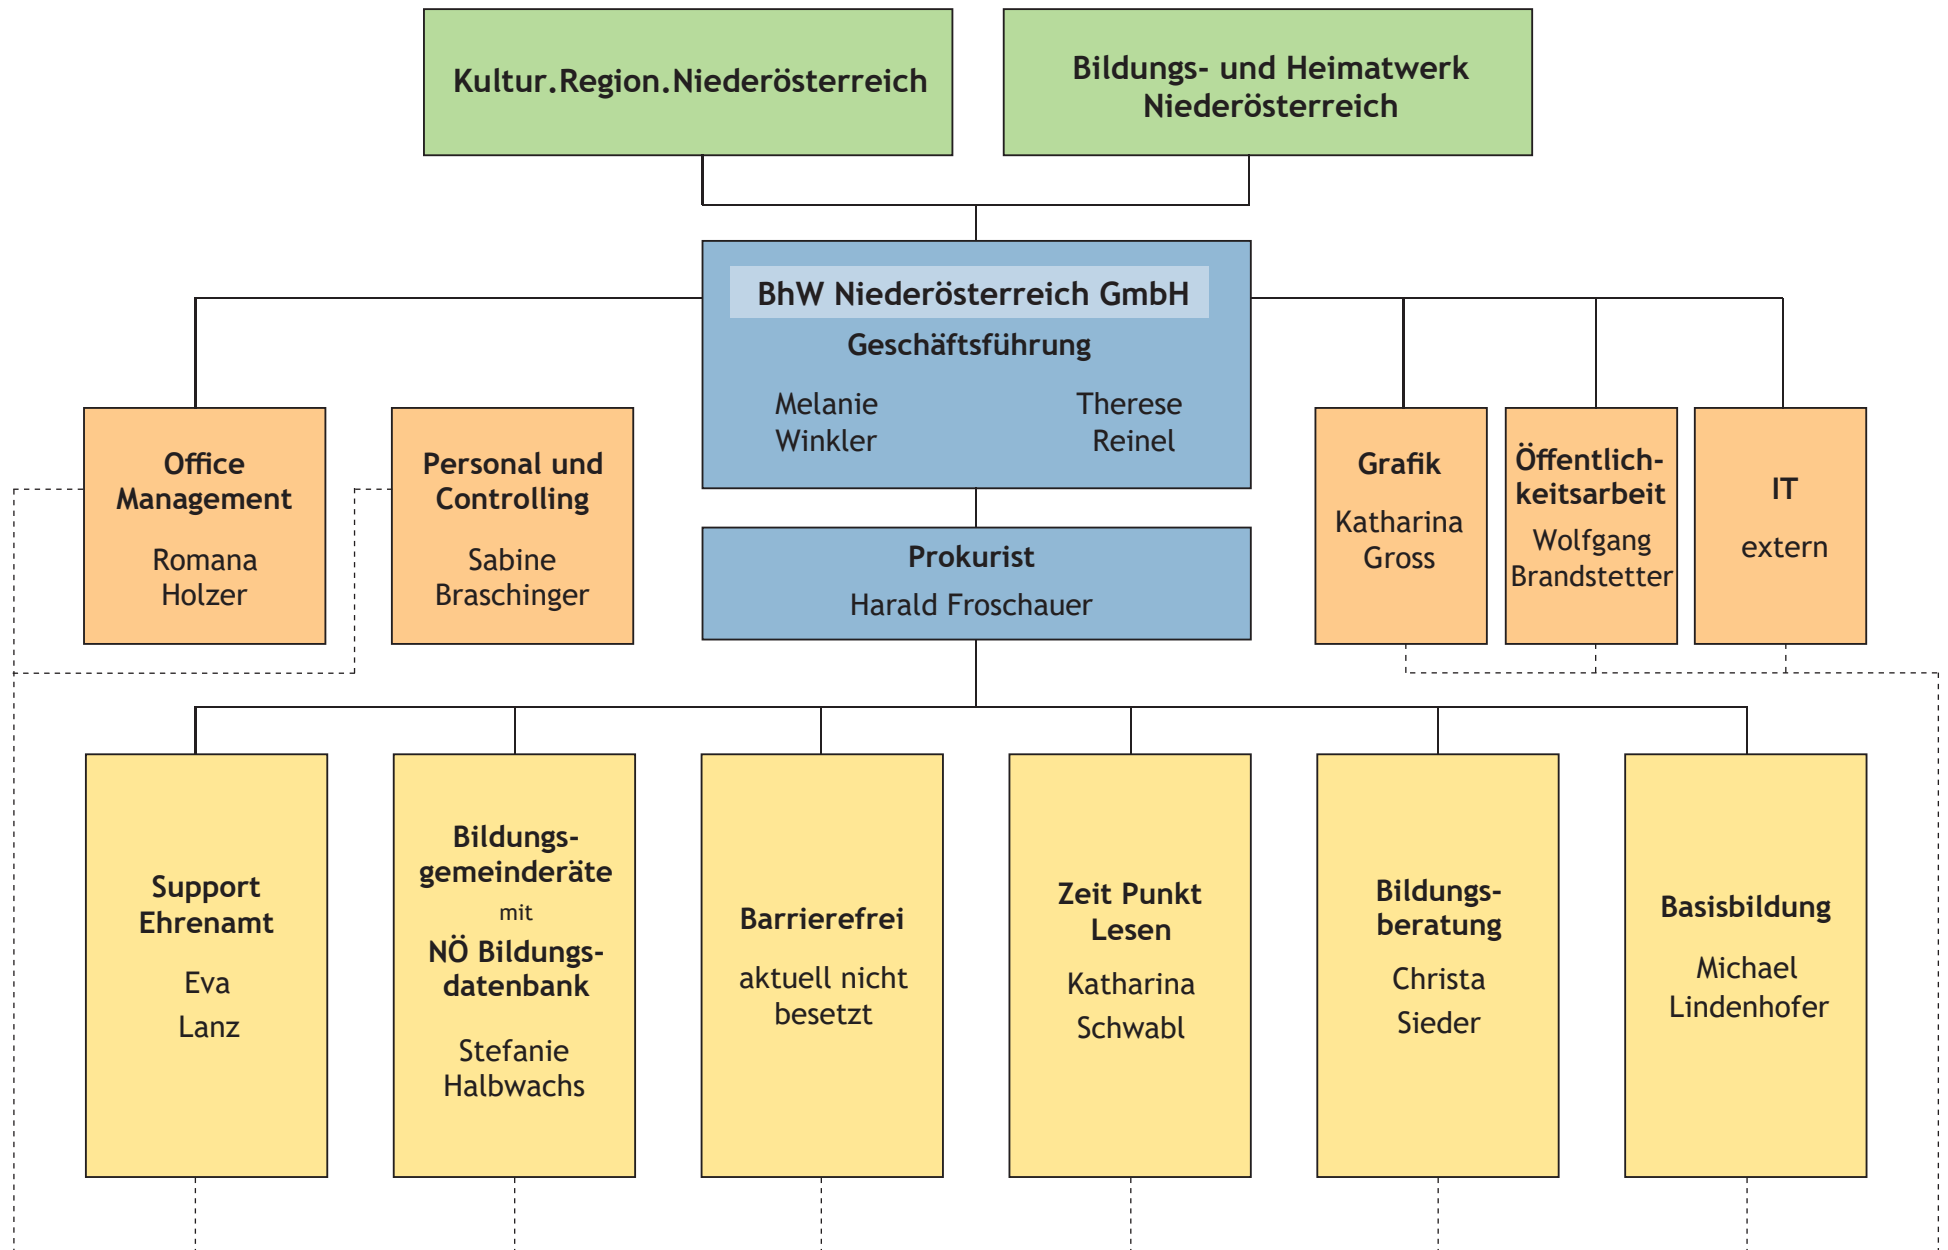 Kultur.Region.Niederösterreich
Bildungs- und Heimatwerk
Niederösterreich
BhW Niederösterreich GmbH
Geschäftsführung
Melanie
Winkler
Therese
Reinel
Office
Management
Romana
Holzer
Personal und
Controlling
Sabine
Braschinger
Prokurist
Harald Froschauer
Grafik
Katharina
Gross
Öffentlich-
keitsarbeit
Wolfgang
Brandstetter
IT
extern
Support
Ehrenamt
Eva
Lanz
Bildungs-
gemeinderäte
mit
NÖ Bildungs-
datenbank
Stefanie
Halbwachs
Barrierefrei
aktuell nicht
besetzt
Zeit Punkt
Lesen
Katharina
Schwabl
Bildungs-
beratung
Christa
Sieder
Basisbildung
Michael
Lindenhofer